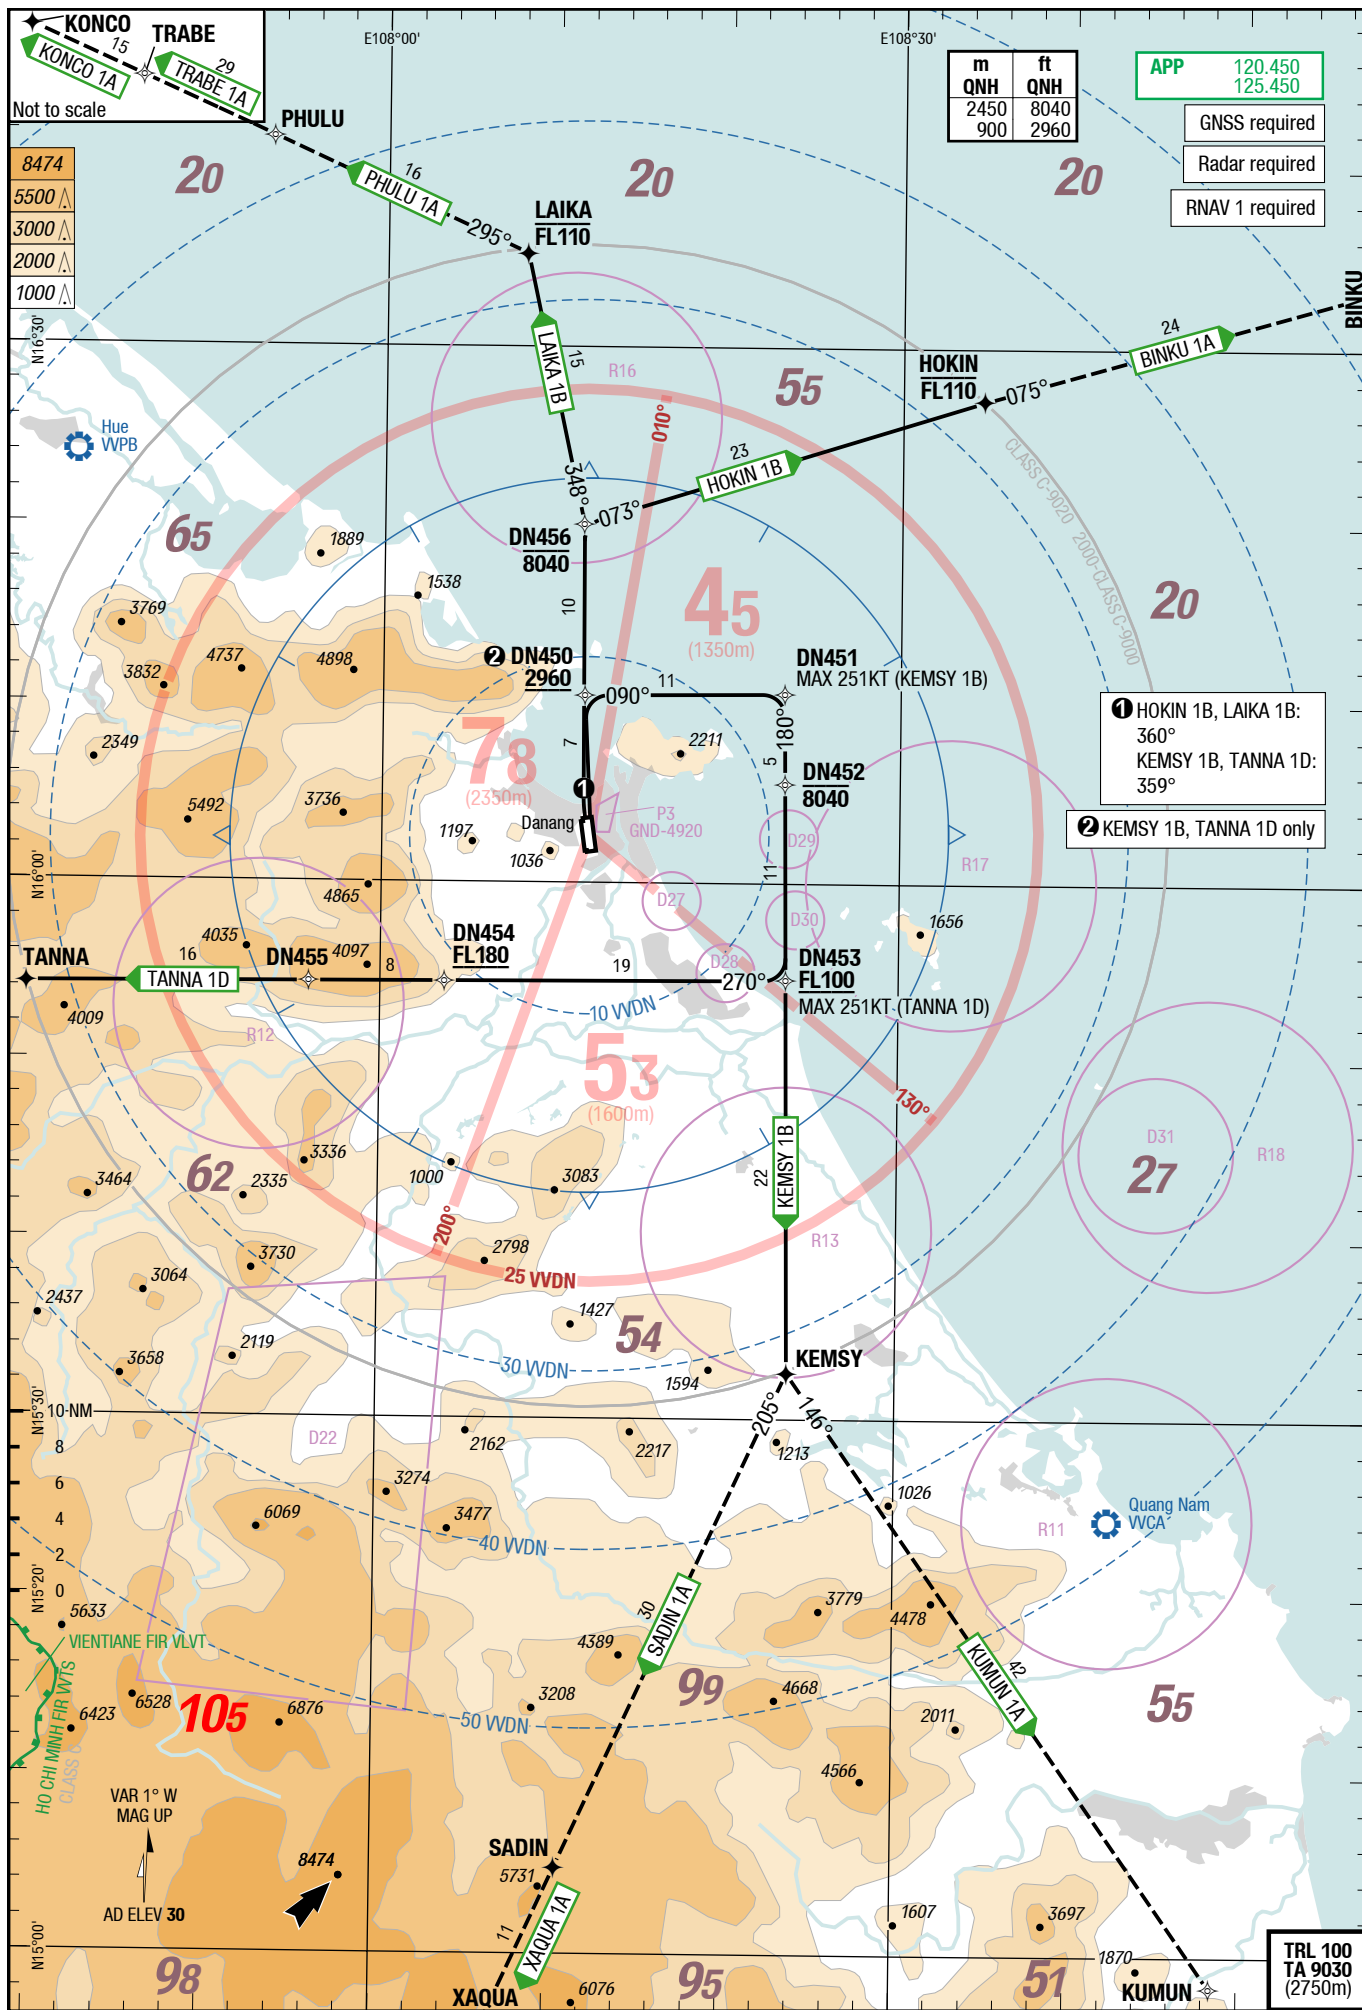 KONCO
15
TRABE
KONCO 1A
29
TRABE 1A
Not to scale
PHULU
E108°00'
E108°30'
m
ft
QNH
QNH
2450
8040
900
2960
APP
120.450
125.450
GNSS required
Radar required
RNAV 1 required
8474
5500
3000
2000
1000
20
20
20
16
PHULU 1A
295°
LAIKA
FL110
BINKU
24
BINKU 1A
N16°30'
LAIKA 1B
15
R16
HOKIN
FL110
075°
55
010°
Hue
VVPB
23
HOKIN 1B
CLASS C-9020
2000-CLASS C-9000
348°
073°
65
DN456
8040
1889
1538
10
45
(1350m)
20
3769
3832
4737
4898
2 DN450
2960
090°
11
DN451
MAX 251KT (KEMSY 1B)
180°
1 HOKIN 1B, LAIKA 1B:
360°
KEMSY 1B, TANNA 1D:
359°
2 KEMSY 1B, TANNA 1D only
2349
78
(2350m)
7
2211
5
DN452
8040
5492
3736
1
Danang
P3
GND-4920
1197
1036
D29
R17
N16°00'
4865
11
D27
D30
4035
4097
1656
TANNA
16
TANNA 1D
DN455
8
DN454
FL180
19
D28
270°
DN453
FL100
MAX 251KT (TANNA 1D)
4009
R12
10 VVDN
53
(1600m)
130°
D31
R18
27
3336
3464
62
2335
1000
3083
22
KEMSY 1B
200°
R13
3730
2798
25 VVDN
3064
2437
1427
54
2119
3658
30 VVDN
1594
KEMSY
N15°30'
10 NM
8
6
4
2
0
D22
2162
2217
205°
146°
1213
3274
1026
Quang Nam
VVCA
6069
3477
R11
40 VVDN
N15°20'
5633
VIENTIANE FIR VLVT
HO CHI MINH FIR VVTS
CLASS C
30
SADIN 1A
3779
4478
4389
42
KUMUN 1A
6528
6423
105
6876
3208
99
4668
2011
55
50 VVDN
4566
VAR 1° W
MAG UP
AD ELEV 30
8474
SADIN
5731
11
XAQUA 1A
1607
3697
N15°00'
98
XAQUA
6076
95
51
1870
KUMUN
TRL 100
TA 9030
(2750m)